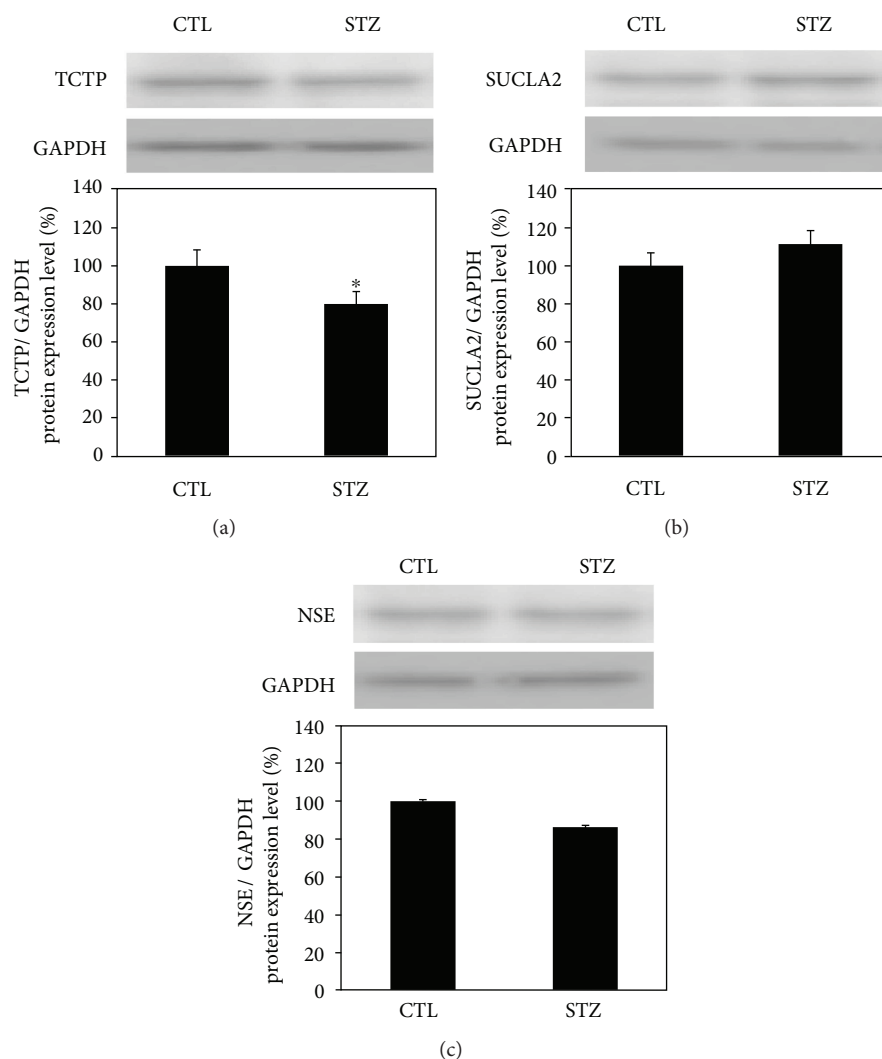 CTL STZ
TCTP
GAPDH
140
120
100
80
60
40
20
0
TCTP/ GAPDH
protein expression level (%)
*
CTL STZ
(a)
CTL STZ
SUCLA2
GAPDH
140
120
100
80
60
40
20
0
SUCLA2/ GAPDH
protein expression level (%)
CTL STZ
(b)
CTL STZ
NSE
GAPDH
140
120
100
80
60
40
20
0
NSE/ GAPDH
protein expression level (%)
CTL STZ
(c)